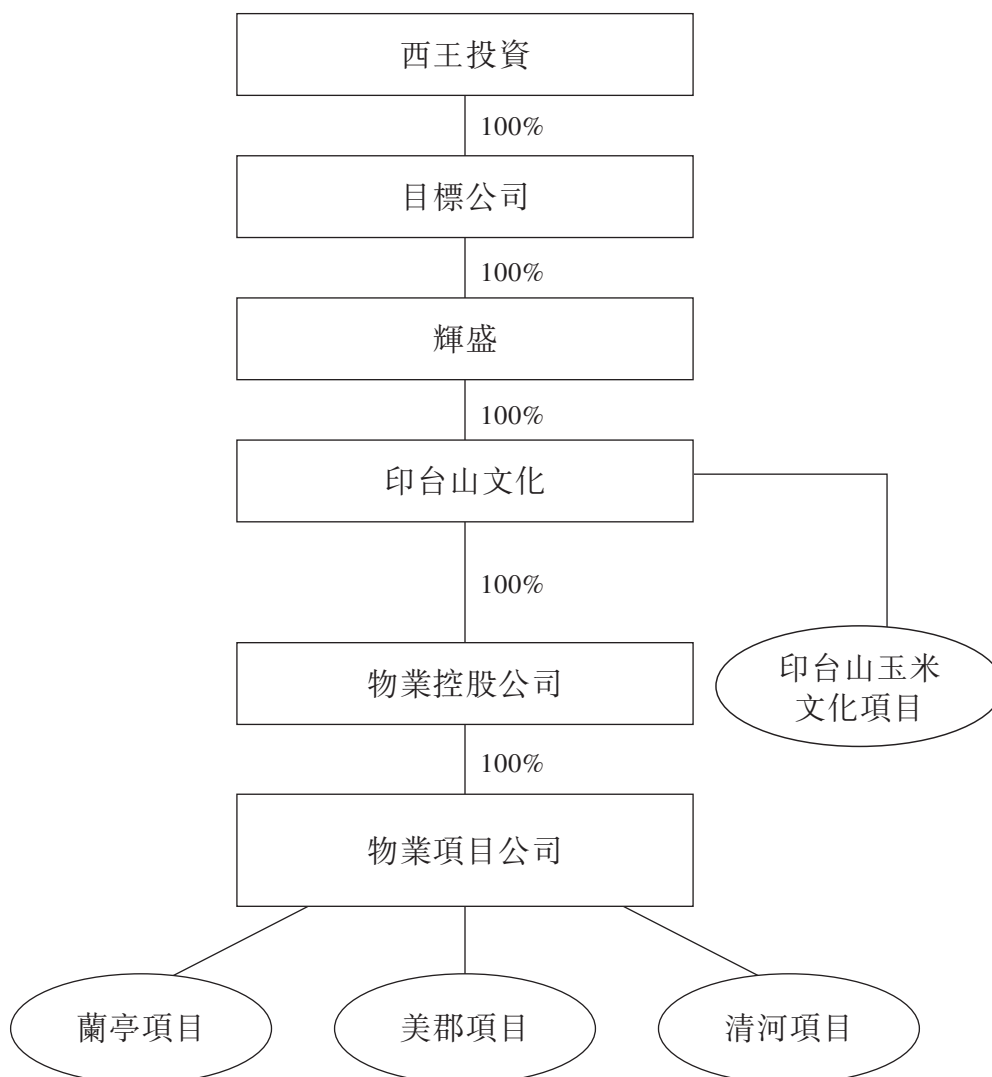 西王投資
100%
目標公司
100%
輝盛
100%
印台山文化
100%
物業控股公司
印台山玉米
文化項目
100%
物業項目公司
蘭亭項目
美郡項目
清河項目